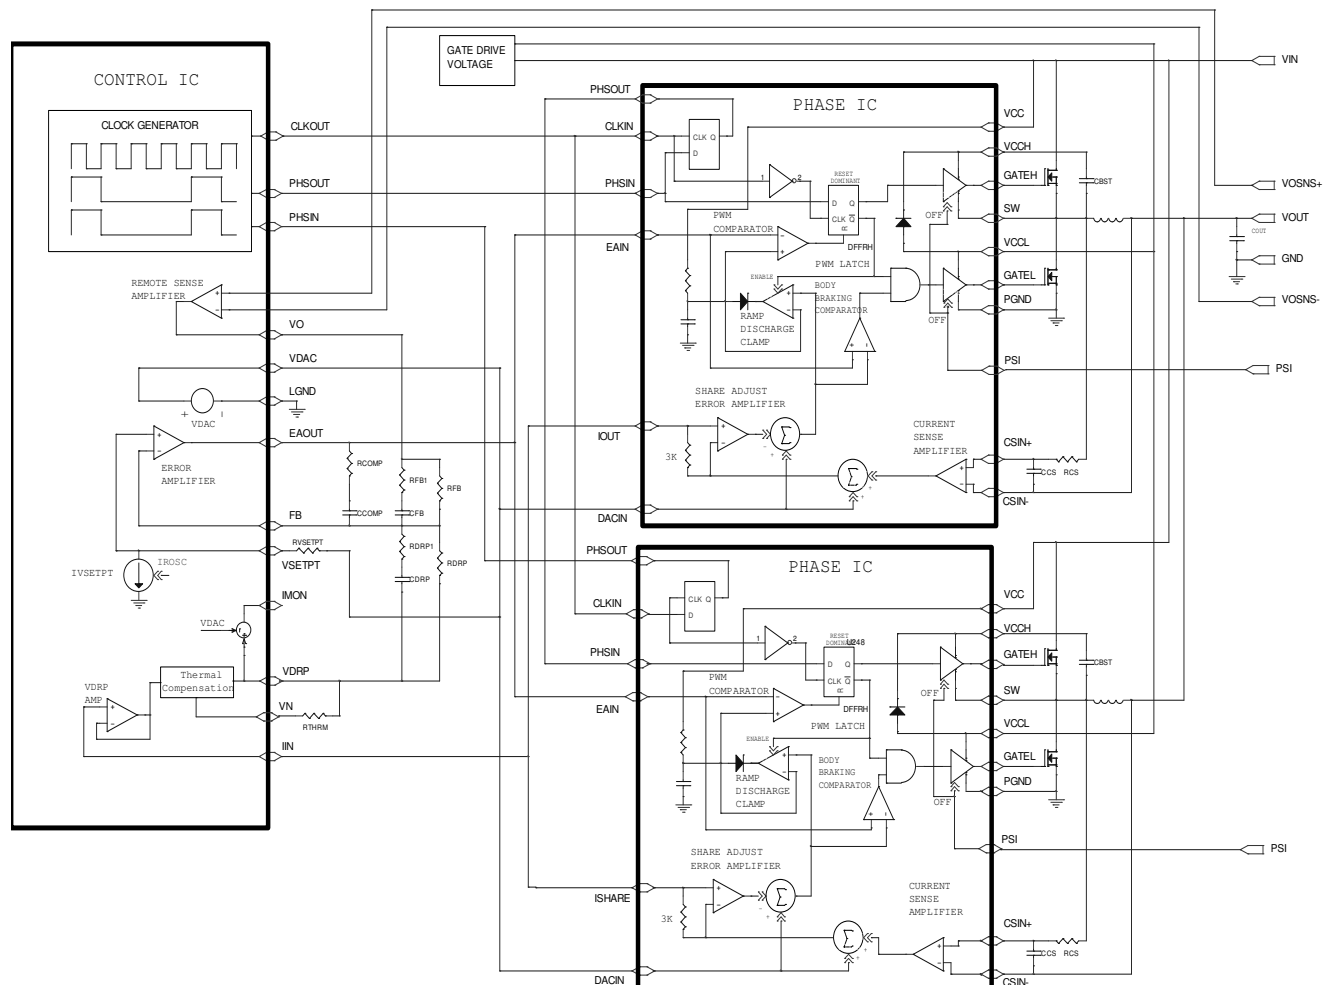 CONTROL IC
CLOCK GENERATOR
CLKOUT
PHSOUT
PHSIN
REMOTE SENSE
AMPLIFIER
+
−
VO
VDAC
LGND
+ −
VDAC
EAOUT
+
−
ERROR
AMPLIFIER
RCOMP
RFB1
RFB
CCOMP
CFB
FB
RVSETPT
RDRP1
RDRP
VSETPT
IROSC
IVSETPT
CDRP
IMON
VDAC
Thermal
Compensation
VDRP
VDRP
AMP
+
−
VN
RTHRM
IIN
GATE DRIVE
VOLTAGE
PHASE IC
PHSOUT
CLKIN
CLK Q
D
PHSIN
1 2
RESET
DOMINANT
D Q
CLK Q
R
PWM
COMPARATOR
−
+
DFFRH
EAIN
PWM LATCH
ENABLE
BODY
BRAKING
COMPARATOR
+
−
RAMP
DISCHARGE
CLAMP
+ −
OFF
OFF
VCC
VCCH
GATEH
CBST
SW
VCCL
GATEL
PGND
PSI
SHARE ADJUST
ERROR AMPLIFIER
IOUT
3K
+
−
Σ
− +
CURRENT
SENSE
AMPLIFIER
Σ
+
+
+
−
CSIN+
CCS
RCS
CSIN-
DACIN
VIN
VOSNS+
VOUT
COUT
GND
VOSNS-
PSI
PHASE IC
PHSOUT
CLKIN
CLK Q
D
PHSIN
1 2
RESET
U248
D Q
CLK Q
R
PWM
COMPARATOR
−
+
DFFRH
EAIN
PWM LATCH
ENABLE
BODY
BRAKING
COMPARATOR
+
−
RAMP
DISCHARGE
CLAMP
+ −
OFF
OFF
VCC
VCCH
GATEH
CBST
SW
VCCL
GATEL
PGND
PSI
PSI
SHARE ADJUST
ERROR AMPLIFIER
ISHARE
3K
+
−
Σ
− +
CURRENT
SENSE
AMPLIFIER
Σ
+
+
+
−
CSIN+
CCS
RCS
CSIN-
DACIN